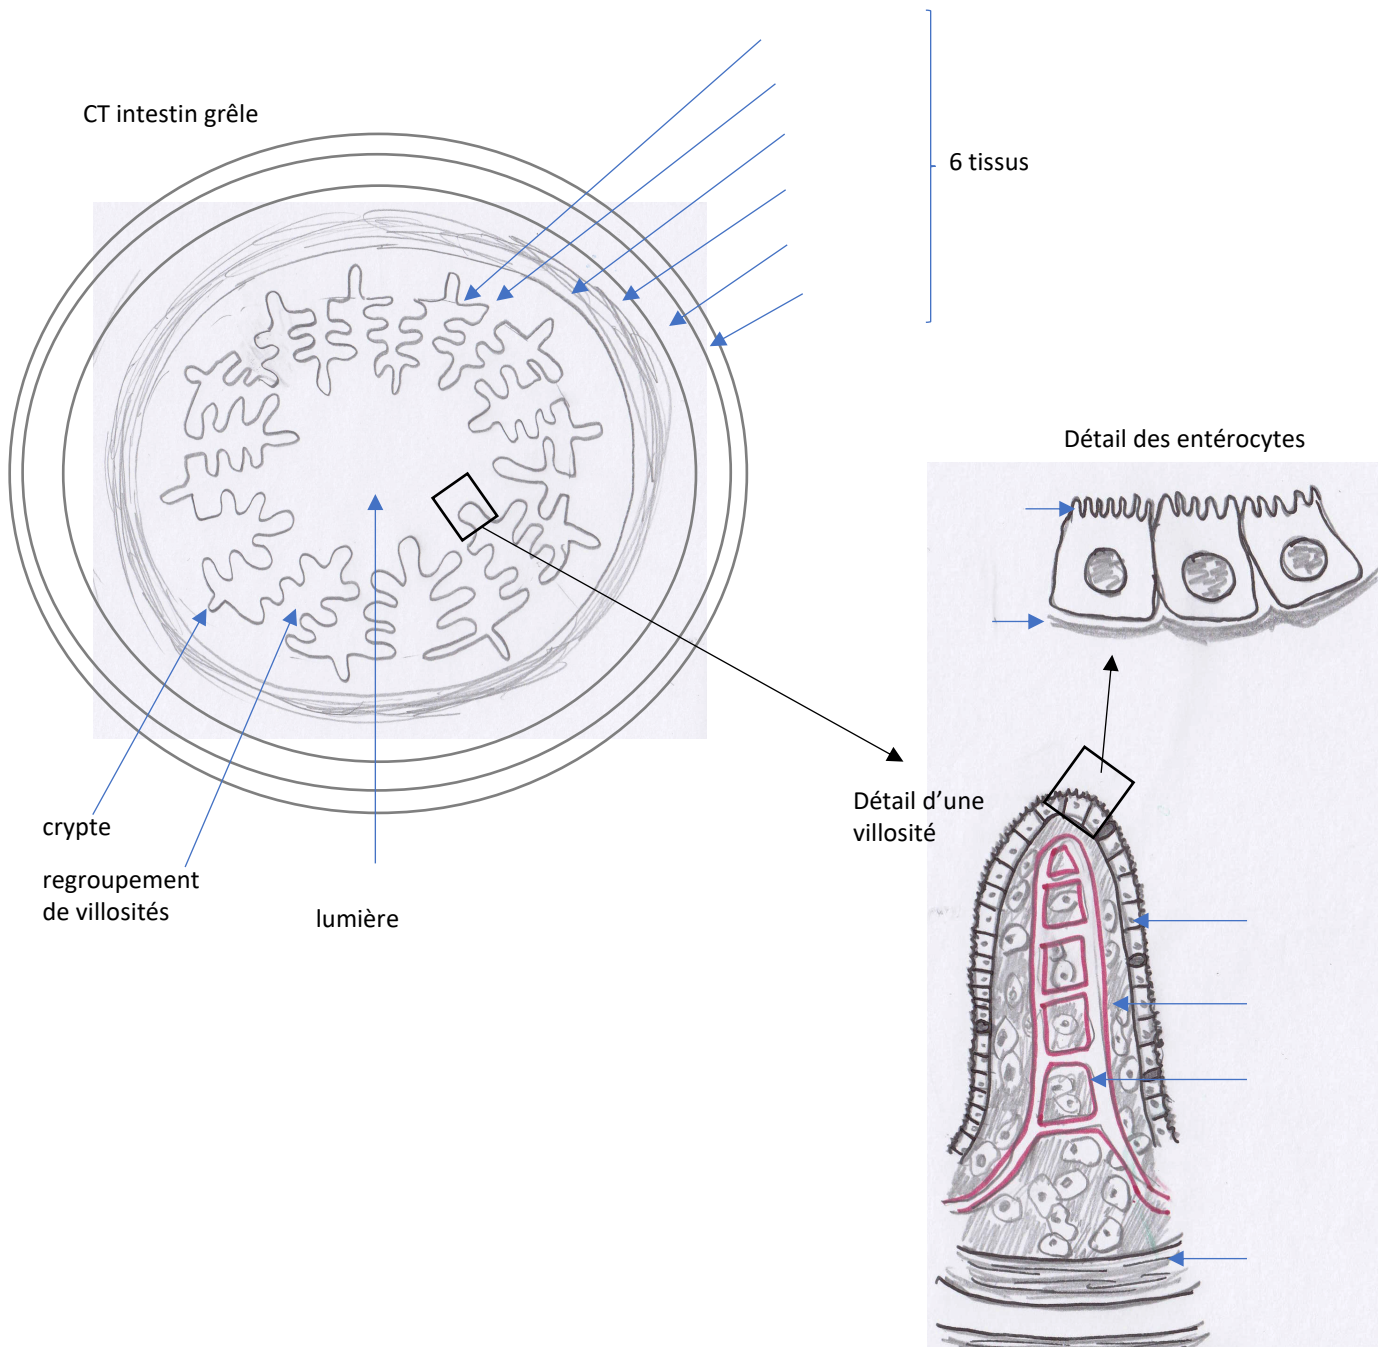 CT intestin grêle
6 tissus
Détail des entérocytes
Détail d’une
villosité
crypte
regroupement
de villosités
lumière